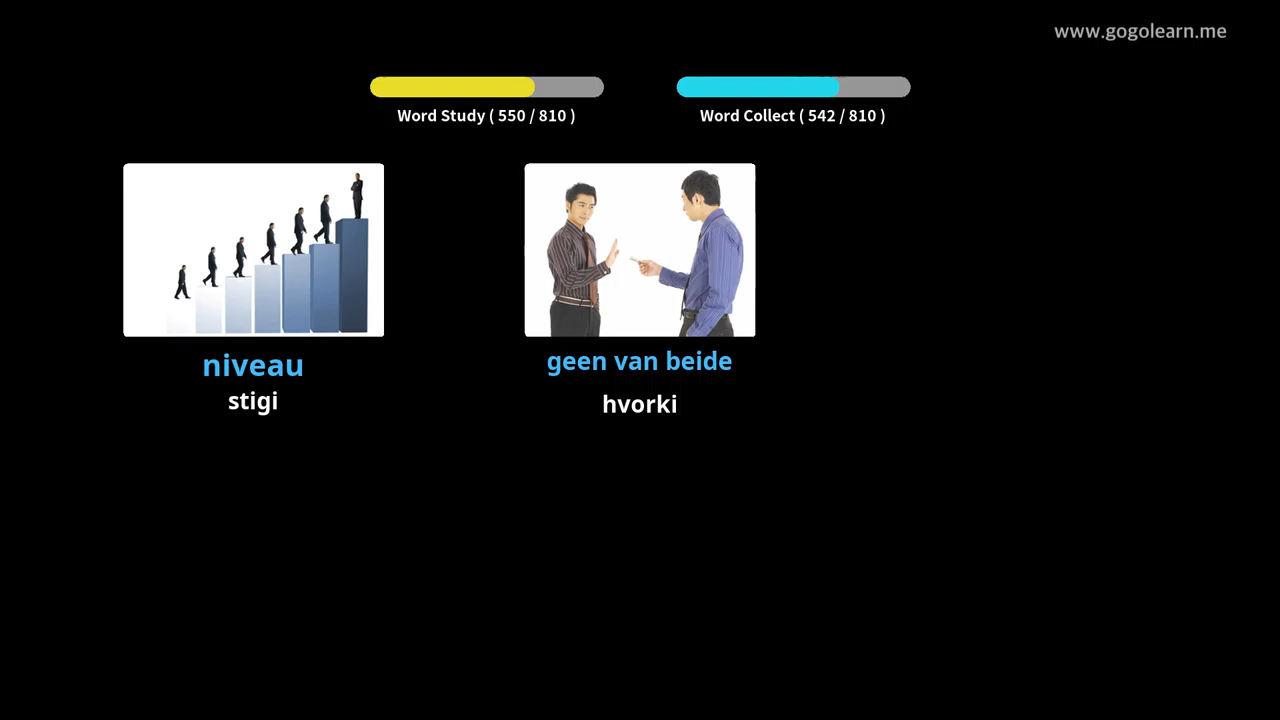 www.gogolearn.me
Word Study ( 550 / 810 )
Word Collect ( 542 / 810 )
niveau
stigi
geen van beide
hvorki